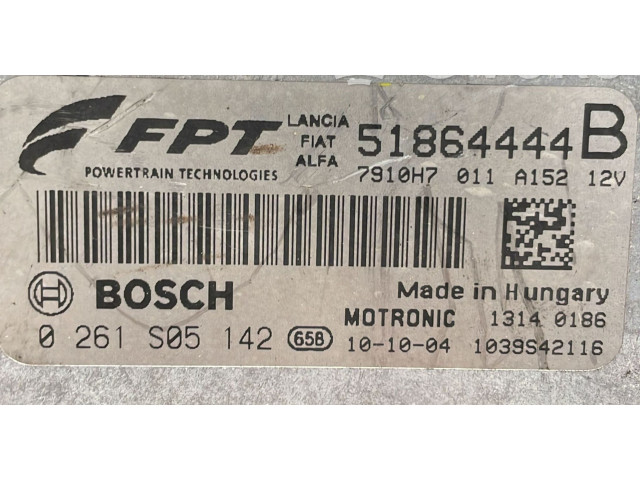 FPT
POWERTRAIN TECHNOLOGIES
LANCIA
FIAT
ALFA
51864444 B
7910H7 011 A152 12V
BOSCH
Made in Hungary
0 261 S05 142 658
MOTRONIC 1314 0186
10-10-04 1039S42116